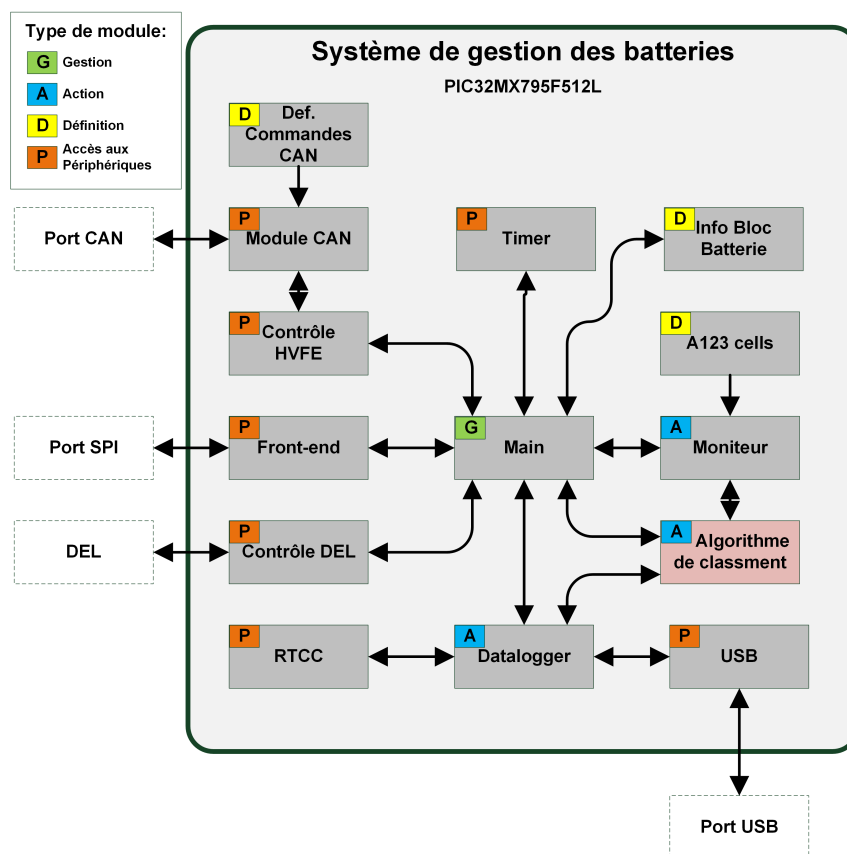 Type de module:
G Gestion
A Action
D Définition
P Accès aux
Périphériques
Système de gestion des batteries
PIC32MX795F512L
D Def.
Commandes
CAN
Port CAN
P
Module CAN
P
Timer
D
Info Bloc
Batterie
P
Contrôle
HVFE
D
A123 cells
Port SPI
P
Front-end
G
Main
A
Moniteur
DEL
P
Contrôle DEL
A
Algorithme
de classment
P
RTCC
A
Datalogger
P
USB
Port USB